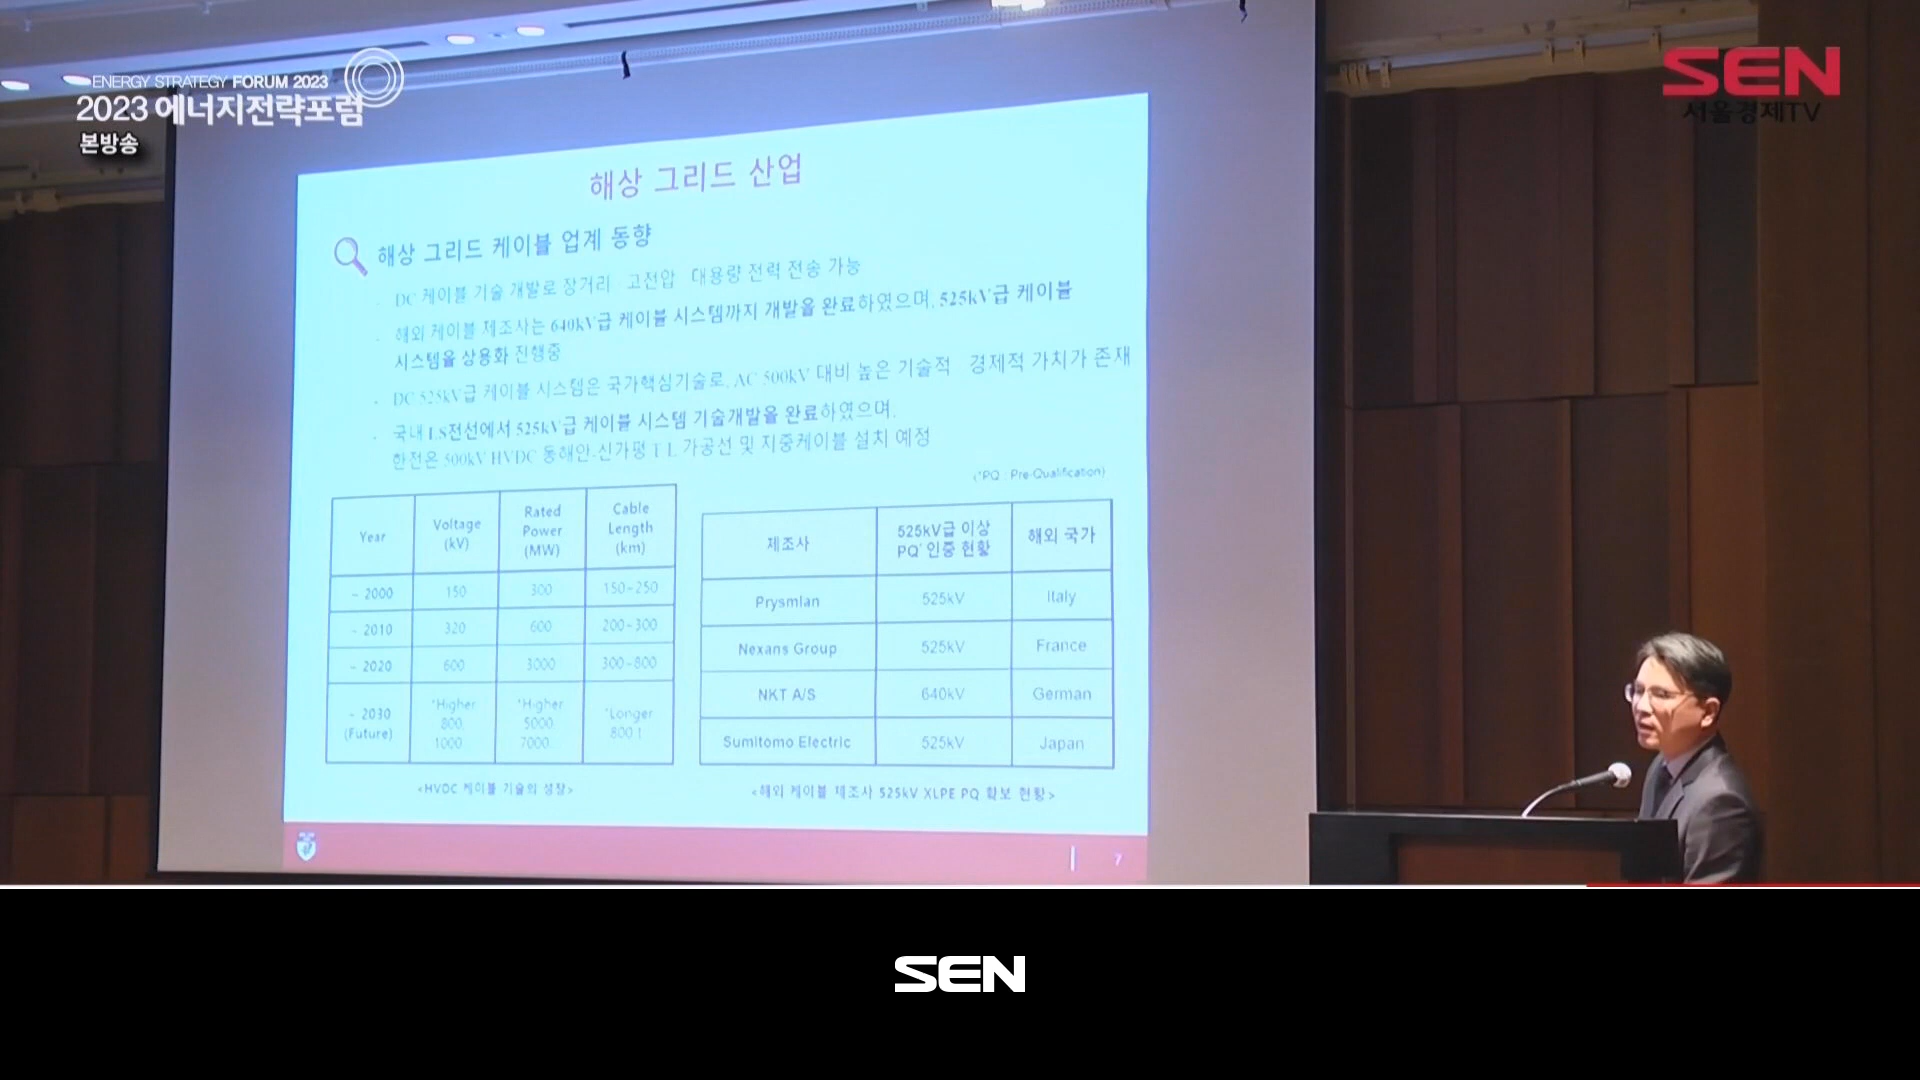 ENERGY STRATEGY FORUM 2023
2023 에너지전략포럼
본방송
SEN
서울경제TV
해상 그리드 산업
해상 그리드 케이블 업계 동향
DC 케이블 기술 개발로 장거리 고전압 대용량 전력 전송 가능
해외 케이블 제조사는 640kV급 케이블 시스템까지 개발을 완료하였으며, 525kV급 케이블
시스템을 상용화 진행중
DC 525kV급 케이블 시스템은 국가핵심기술로, AC 500kV 대비 높은 기술적 경제적 가치가 존재
국내 LS전선에서 525kV급 케이블 시스템 기술개발을 완료하였으며,
한전은 500kV HVDC 동해안-신가평 T L 가공선 및 지중케이블 설치 예정
(*PQ : Pre-Qualification)
Year Voltage (kV) Rated Power (MW) Cable Length (km)
~ 2000 150 300 150~250
~ 2010 320 600 200~300
~ 2020 600 3000 300~800
~ 2030 (Future) *Higher 800, 1000... *Higher 5000 7000... *Longer 800↑
제조사 525kV급 이상 PQ* 인증 현황 해외 국가
Prysmian 525kV Italy
Nexans Group 525kV France
NKT A/S 640kV German
Sumitomo Electric 525kV Japan
<HVDC 케이블 기술의 성장>
<해외 케이블 제조사 525kV XLPE PQ 확보 현황>
7
SEN